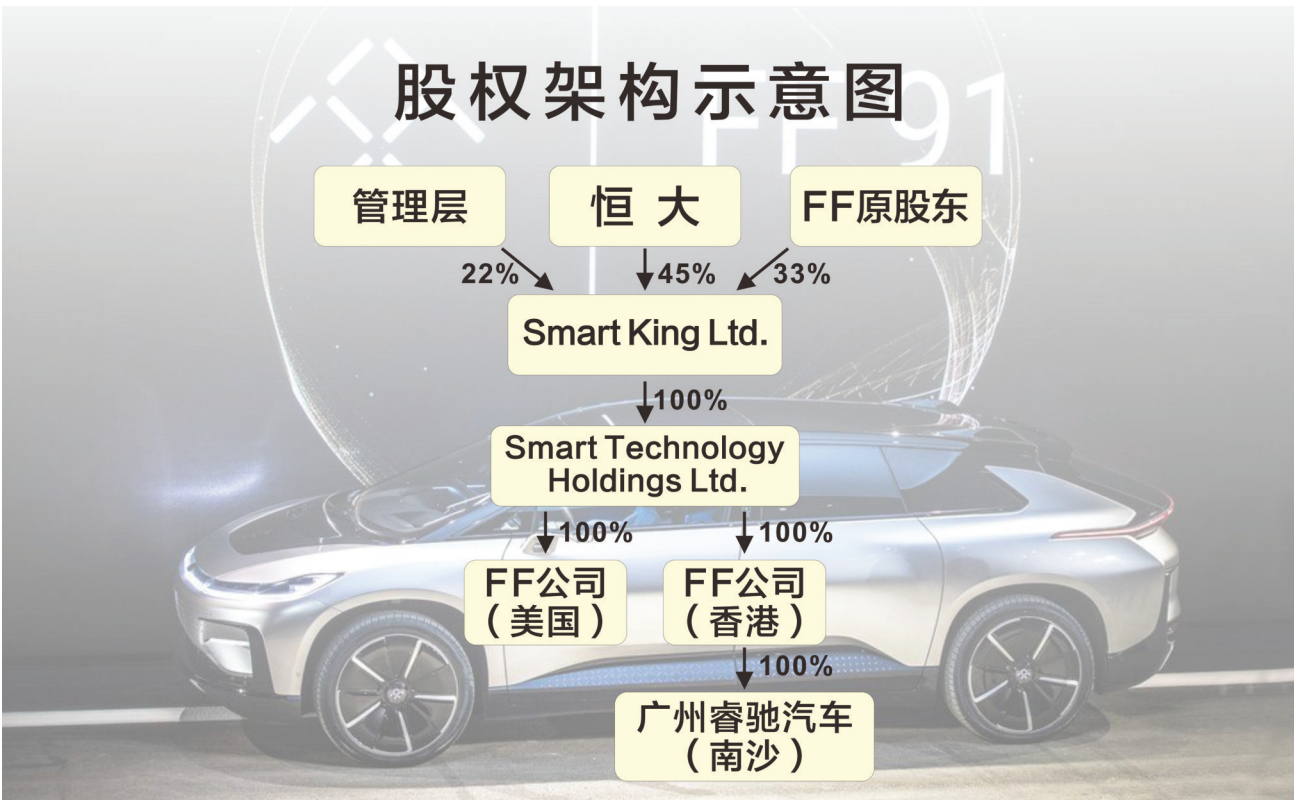 股权架构示意图
FF 91
管理层
恒大
FF原股东
22%
45%
33%
Smart King Ltd.
100%
Smart Technology
Holdings Ltd.
100%
100%
FF公司
（美国）
FF公司
（香港）
100%
广州睿驰汽车
（南沙）